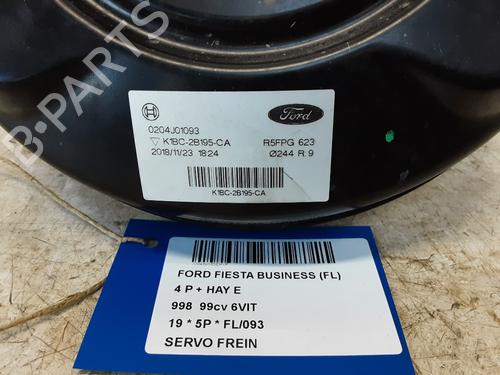 B-PARTS
Ford
0204J01093
K1BC-2B195-CA R5FPG 623
2018/11/23 1824 Ø244 R:9
K1BC-2B195-CA
FORD FIESTA BUSINESS (FL)
4 P + HAY E
998 99cv 6VIT
19 * 5P * FL/093
SERVO FREIN